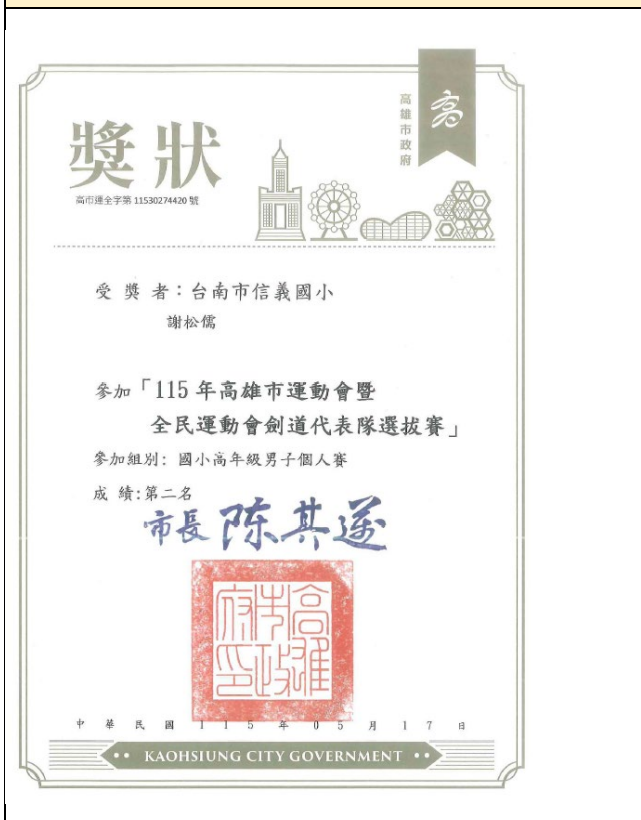 獎狀
高雄市政府
高市運全字第 11530274420 號
受 獎 者：台南市信義國小
謝松儒
參加「115 年高雄市運動會暨
全民運動會劍道代表隊選拔賽」
參加組別: 國小高年級男子個人賽
成 績:第二名
市長 陈其邁
高雄市政府印
中 華 民 國 1 1 5 年 0 5 月 1 7 日
KAOHSIUNG CITY GOVERNMENT